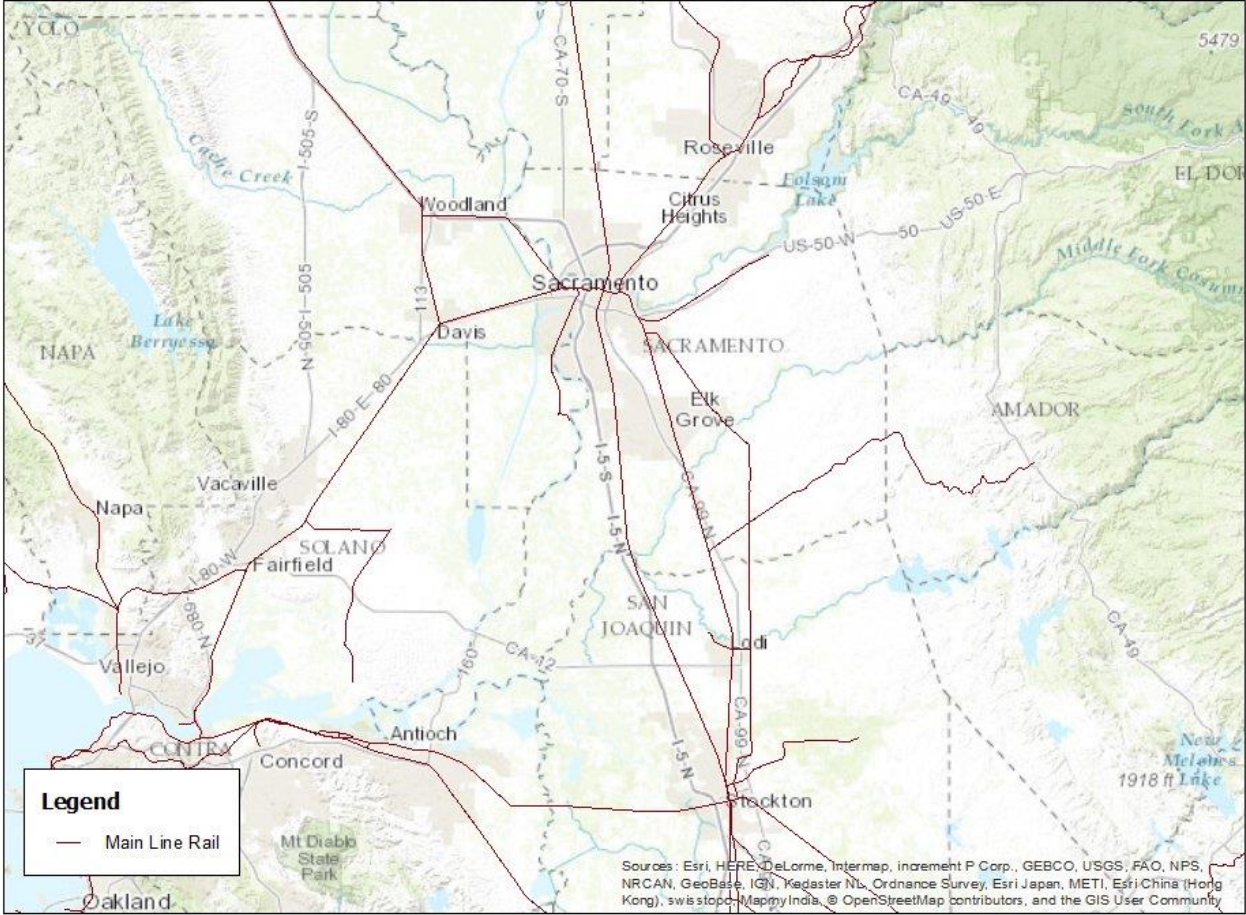 YOLO
5479
CA-70-S
CA-49
49
South Fork A
I-505-S
Cache Creek
Roseville
EL DOR
Folsom
Lake
Woodland
Citrus
Heights
US-50-E
50
US-50-W
Middle Fork Cosumn
Sacramento
I-505
113
Lake
Berryessa
Davis
I-505-N
NAPA
SACRAMENTO
I-80-E
80
Elk
Grove
AMADOR
I-5-S
Vacaville
CA-99-N
Napa
I-5-N
SOLANO
I-80-W
Fairfield
SAN
JOAQUIN
I-680-N
37
Lodi
CA-12
160
CA-49
Vallejo
CA-99-N
Antioch
I-5-N
CONTRA
Concord
New
Melones
Lake
1918 ft
Stockton
Legend
Main Line Rail
Mt Diablo
State
Park
Oakland
Sources: Esri, HERE, DeLorme, Intermap, increment P Corp., GEBCO, USGS, FAO, NPS,
NRCAN, GeoBase, IGN, Kadaster NL, Ordnance Survey, Esri Japan, METI, Esri China (Hong
Kong), swisstopo, MapmyIndia, © OpenStreetMap contributors, and the GIS User Community